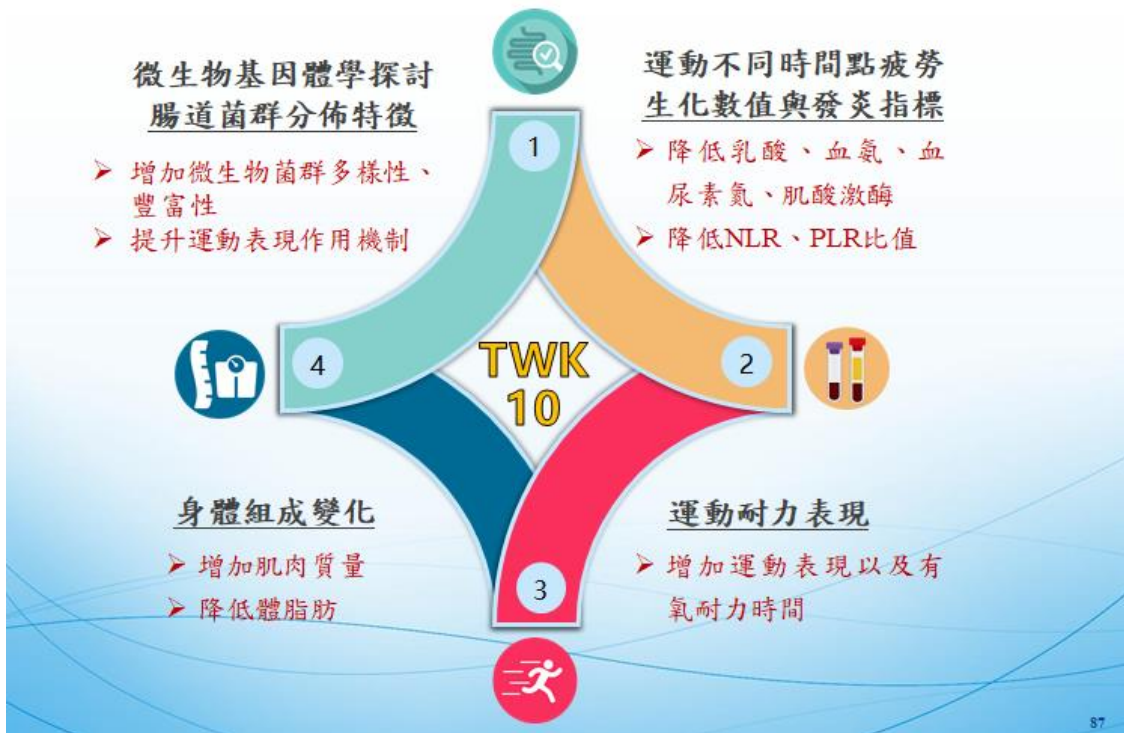 微生物基因體學探討
腸道菌群分佈特徵
➤ 增加微生物菌群多樣性、
豐富性
➤ 提升運動表現作用機制
運動不同時間點疲勞
生化數值與發炎指標
➤ 降低乳酸、血氨、血
尿素氮、肌酸激酶
➤ 降低NLR、PLR比值
1
4
TWK
10
2
身體組成變化
➤ 增加肌肉質量
➤ 降低體脂肪
3
運動耐力表現
➤ 增加運動表現以及有
氧耐力時間
87